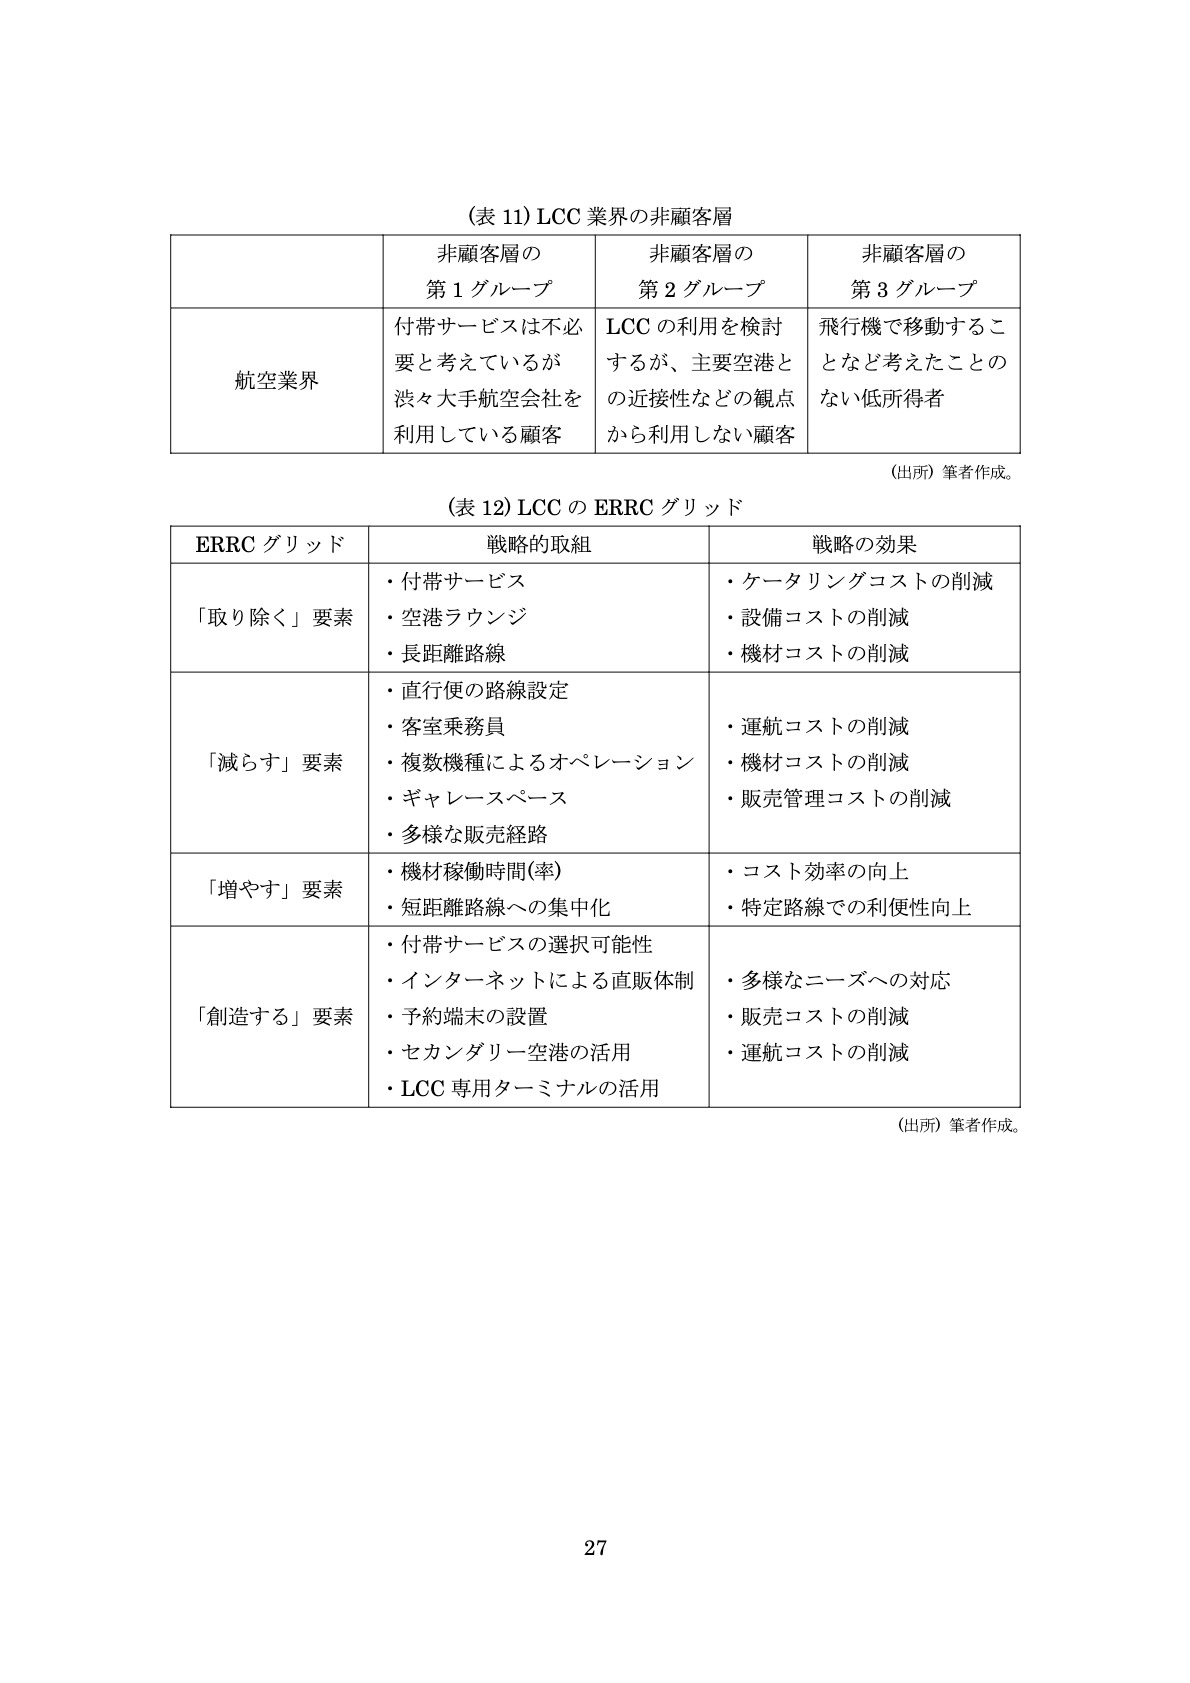 (表 11) LCC 業界の非顧客層
非顧客層の
第 1 グループ
非顧客層の
第 2 グループ
非顧客層の
第 3 グループ
航空業界
付帯サービスは不必
要と考えているが
渋々大手航空会社を
利用している顧客
LCC の利用を検討
するが、主要空港と
の近接性などの観点
から利用しない顧客
飛行機で移動するこ
となど考えたことの
ない低所得者
(出所) 筆者作成。
(表 12) LCC の ERRC グリッド
ERRC グリッド
戦略的取組
戦略の効果
「取り除く」要素
・付帯サービス
・空港ラウンジ
・長距離路線
・ケータリングコストの削減
・設備コストの削減
・機材コストの削減
「減らす」要素
・直行便の路線設定
・客室乗務員
・複数機種によるオペレーション
・ギャレースペース
・多様な販売経路
・運航コストの削減
・機材コストの削減
・販売管理コストの削減
「増やす」要素
・機材稼働時間(率)
・短距離路線への集中化
・コスト効率の向上
・特定路線での利便性向上
「創造する」要素
・付帯サービスの選択可能性
・インターネットによる直販体制
・予約端末の設置
・セカンダリー空港の活用
・LCC 専用ターミナルの活用
・多様なニーズへの対応
・販売コストの削減
・運航コストの削減
(出所) 筆者作成。
27